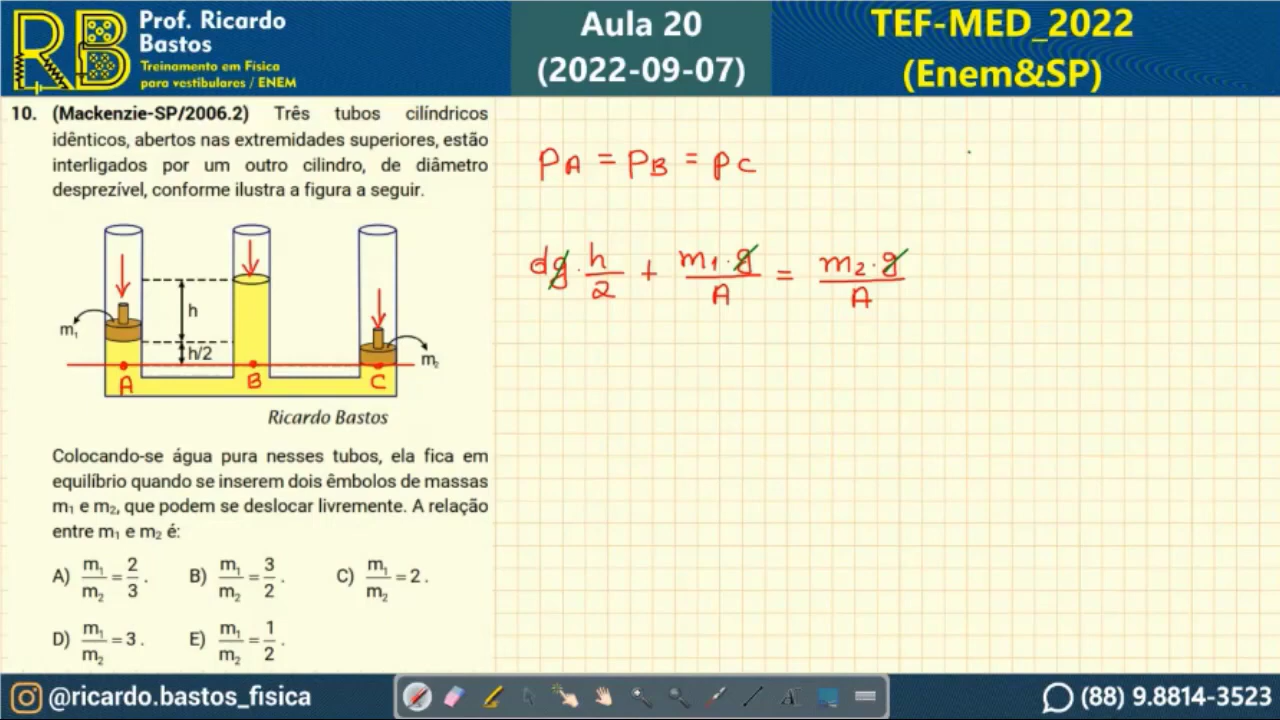 RB
Prof. Ricardo
Bastos
Treinamento em Física
para vestibulares / ENEM
Aula 20
(2022-09-07)
TEF-MED_2022
(Enem&SP)
10. (Mackenzie-SP/2006.2) Três tubos cilíndricos
idênticos, abertos nas extremidades superiores, estão
interligados por um outro cilindro, de diâmetro
desprezível, conforme ilustra a figura a seguir.
m₁
h
h/2
m₂
A
B
C
Ricardo Bastos
Colocando-se água pura nesses tubos, ela fica em
equilíbrio quando se inserem dois êmbolos de massas
m₁ e m₂, que podem se deslocar livremente. A relação
entre m₁ e m₂ é:
A) m₁/m₂ = 2/3 . B) m₁/m₂ = 3/2 . C) m₁/m₂ = 2 .
D) m₁/m₂ = 3 . E) m₁/m₂ = 1/2 .
PA = PB = PC
dg · h/2 + m₁ · g/A = m₂ · g/A
@ricardo.bastos_fisica
(88) 9.8814-3523